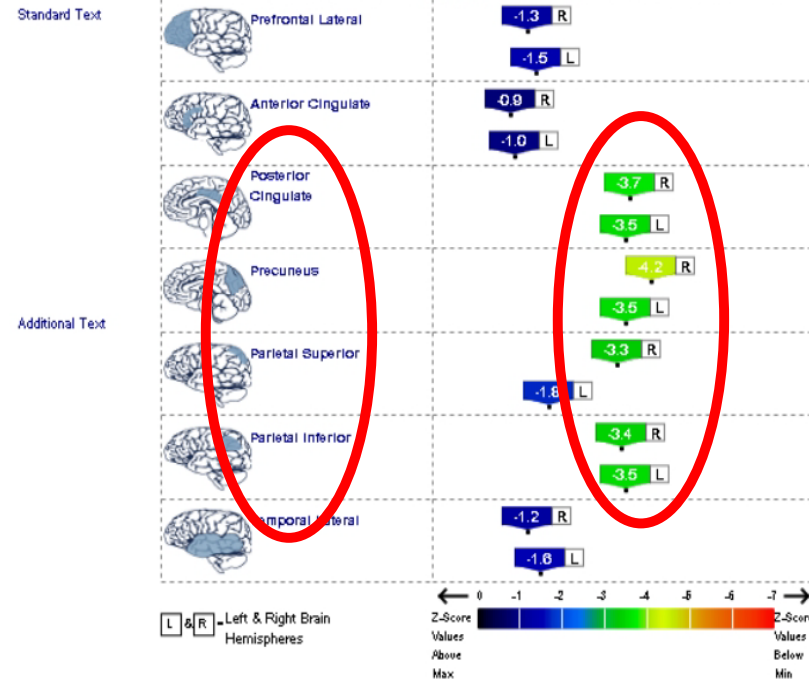 Standard Text
Prefrontal Lateral
-1.3 R
-1.5 L
Anterior Cingulate
-0.9 R
-1.0 L
Posterior
Cingulate
-3.7 R
-3.5 L
Precuneus
-4.2 R
-3.5 L
Additional Text
Parietal Superior
-3.3 R
-1.8 L
Parietal Inferior
-3.4 R
-3.5 L
Temporal Lateral
-1.2 R
-1.6 L
0 -1 -2 -3 -4 -5 -6 -7
L & R = Left & Right Brain
Hemispheres
Z-Score
Values
Above
Max
Z-Score
Values
Below
Min